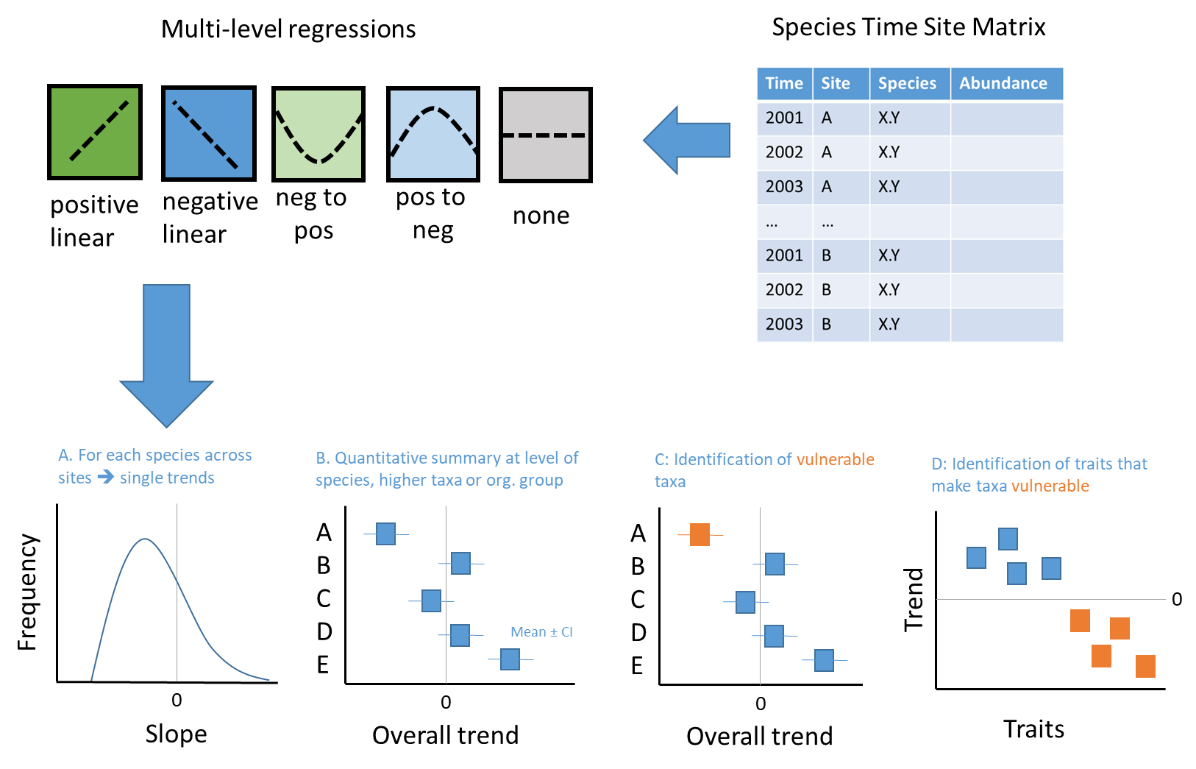 Multi-level regressions
Species Time Site Matrix
Time Site Species Abundance
2001 A X.Y
2002 A X.Y
2003 A X.Y
... ...
2001 B X.Y
2002 B X.Y
2003 B X.Y
positive
linear
negative
linear
neg to
pos
pos to
neg
none
A. For each species across
sites ➔ single trends
Frequency
0
Slope
B. Quantitative summary at level of
species, higher taxa or org. group
A
B
C
D
E
Mean ± CI
0
Overall trend
C: Identification of vulnerable
taxa
A
B
C
D
E
0
Overall trend
D: Identification of traits that
make taxa vulnerable
Trend
0
Traits